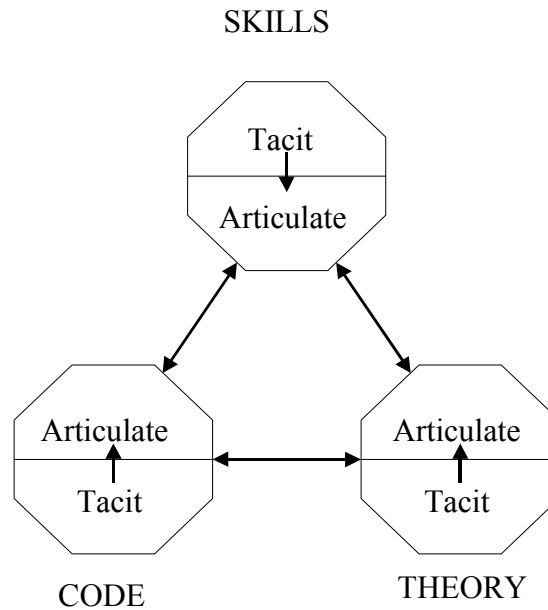 SKILLS
Tacit
Articulate
Articulate
Tacit
CODE
Articulate
Tacit
THEORY